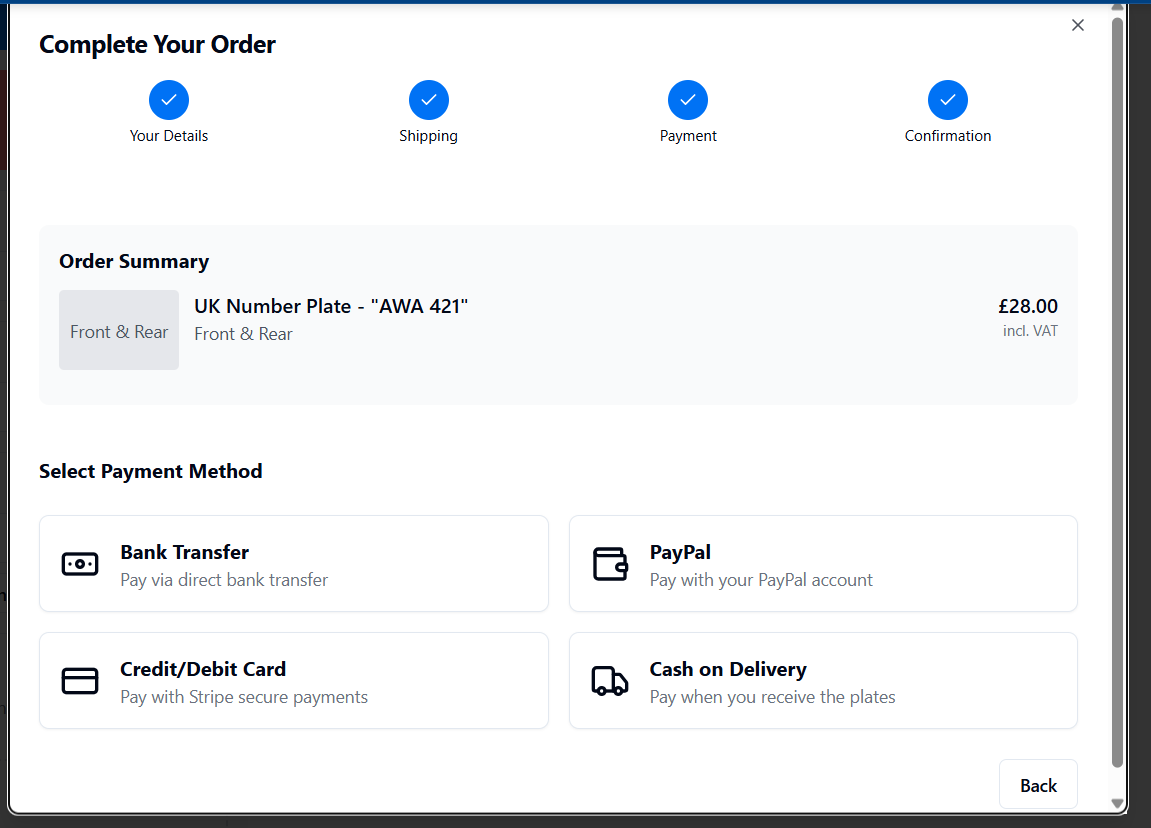 Complete Your Order
Your Details
Shipping
Payment
Confirmation
Order Summary
Front & Rear
UK Number Plate - "AWA 421"
Front & Rear
£28.00
incl. VAT
Select Payment Method
Bank Transfer
Pay via direct bank transfer
PayPal
Pay with your PayPal account
Credit/Debit Card
Pay with Stripe secure payments
Cash on Delivery
Pay when you receive the plates
Back